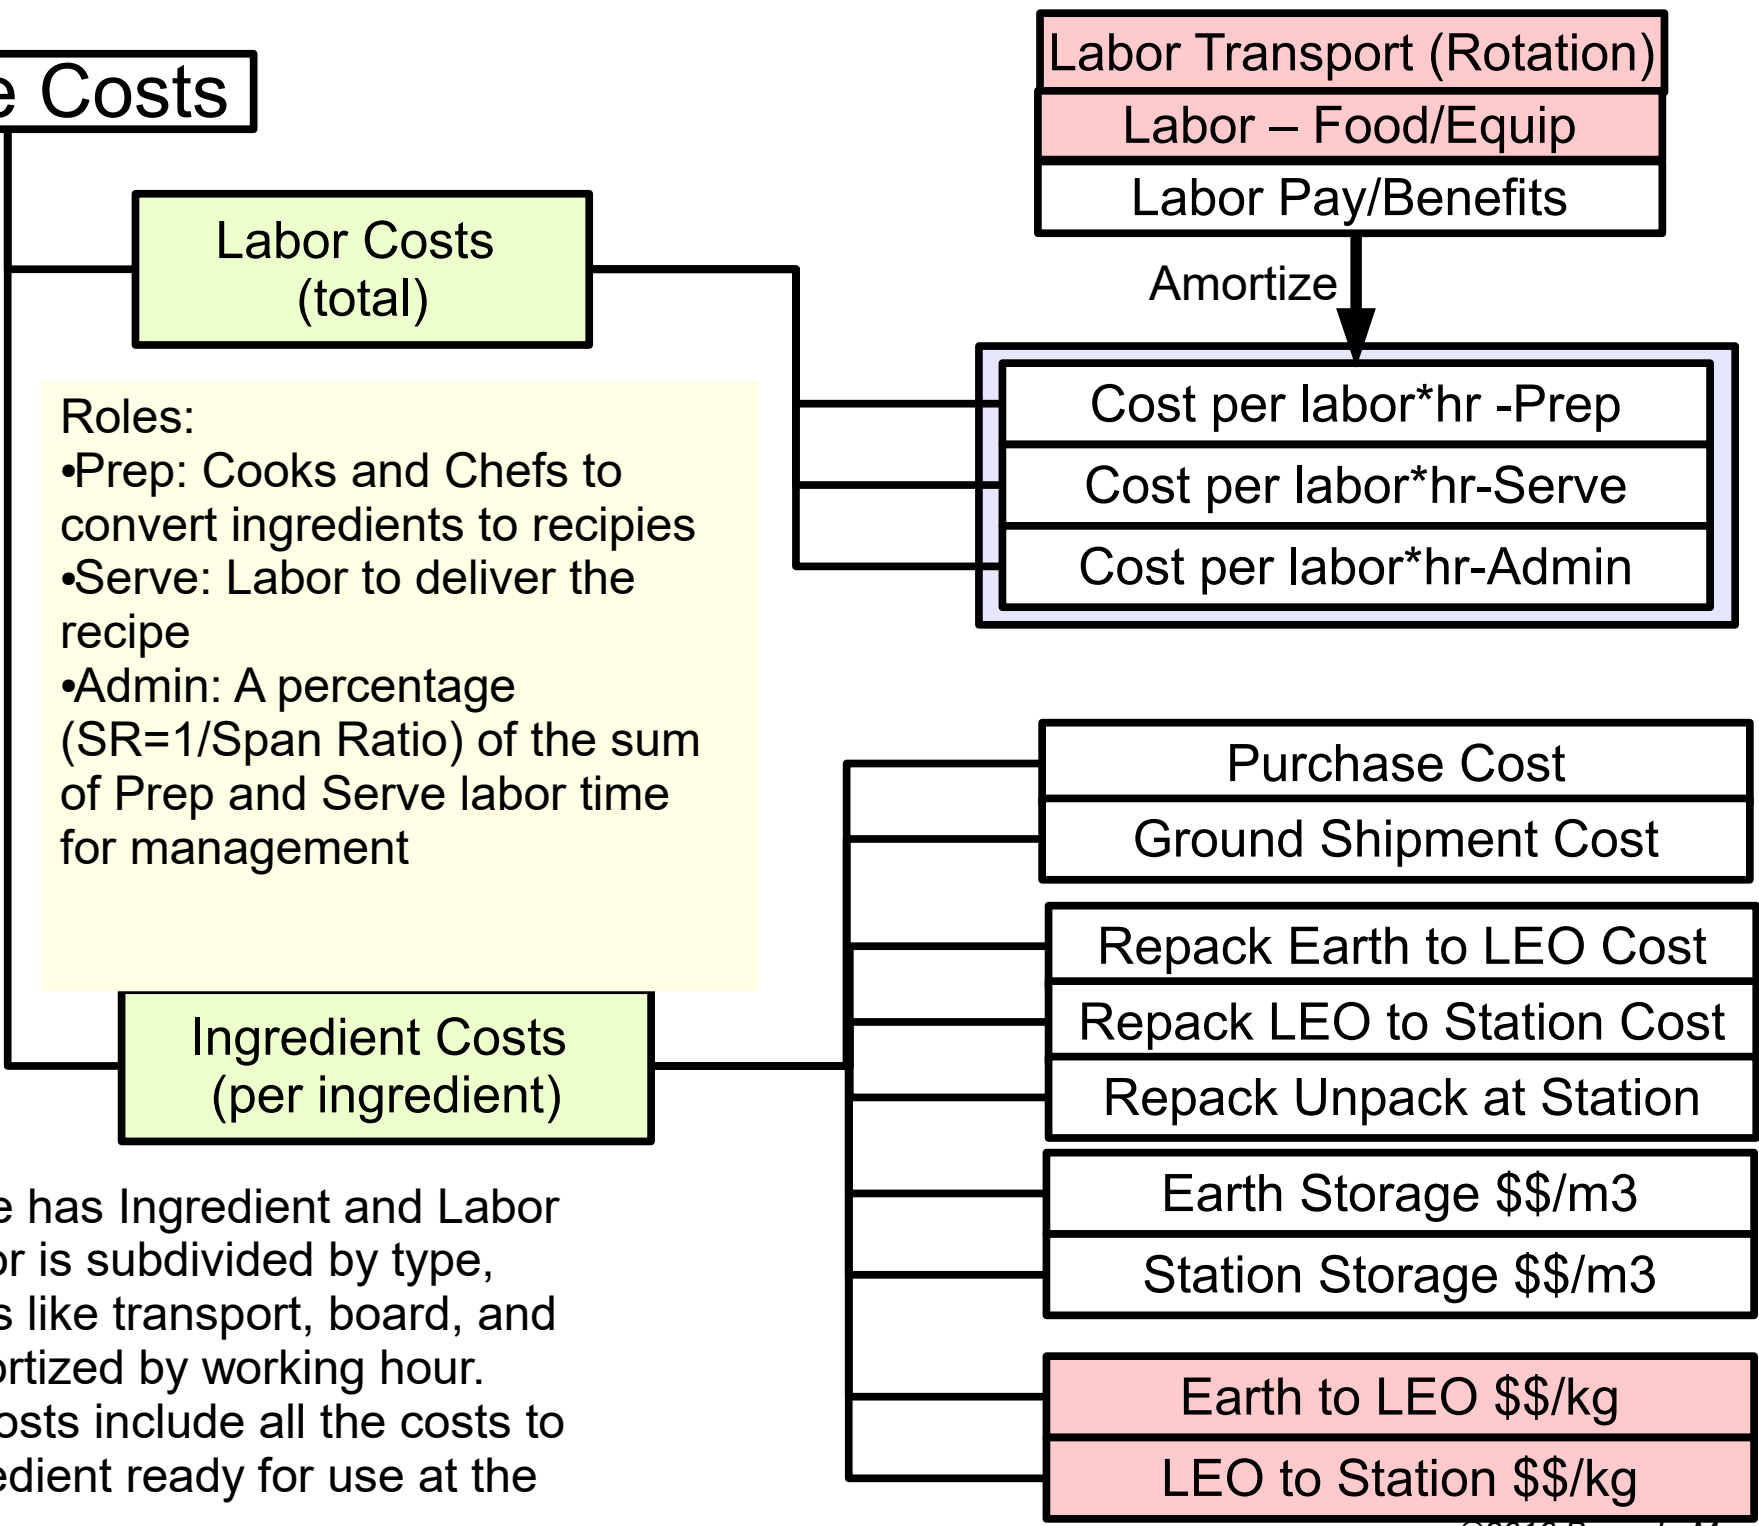 e Costs
Labor Transport (Rotation)
Labor – Food/Equip
Labor Pay/Benefits
Amortize
Labor Costs
(total)
Cost per labor*hr -Prep
Cost per labor*hr-Serve
Cost per labor*hr-Admin
Roles:
•Prep: Cooks and Chefs to
convert ingredients to recipies
•Serve: Labor to deliver the
recipe
•Admin: A percentage
(SR=1/Span Ratio) of the sum
of Prep and Serve labor time
for management
Ingredient Costs
(per ingredient)
Purchase Cost
Ground Shipment Cost
Repack Earth to LEO Cost
Repack LEO to Station Cost
Repack Unpack at Station
Earth Storage $$/m3
Station Storage $$/m3
Earth to LEO $$/kg
LEO to Station $$/kg
e has Ingredient and Labor
or is subdivided by type,
s like transport, board, and
ortized by working hour.
osts include all the costs to
edient ready for use at the